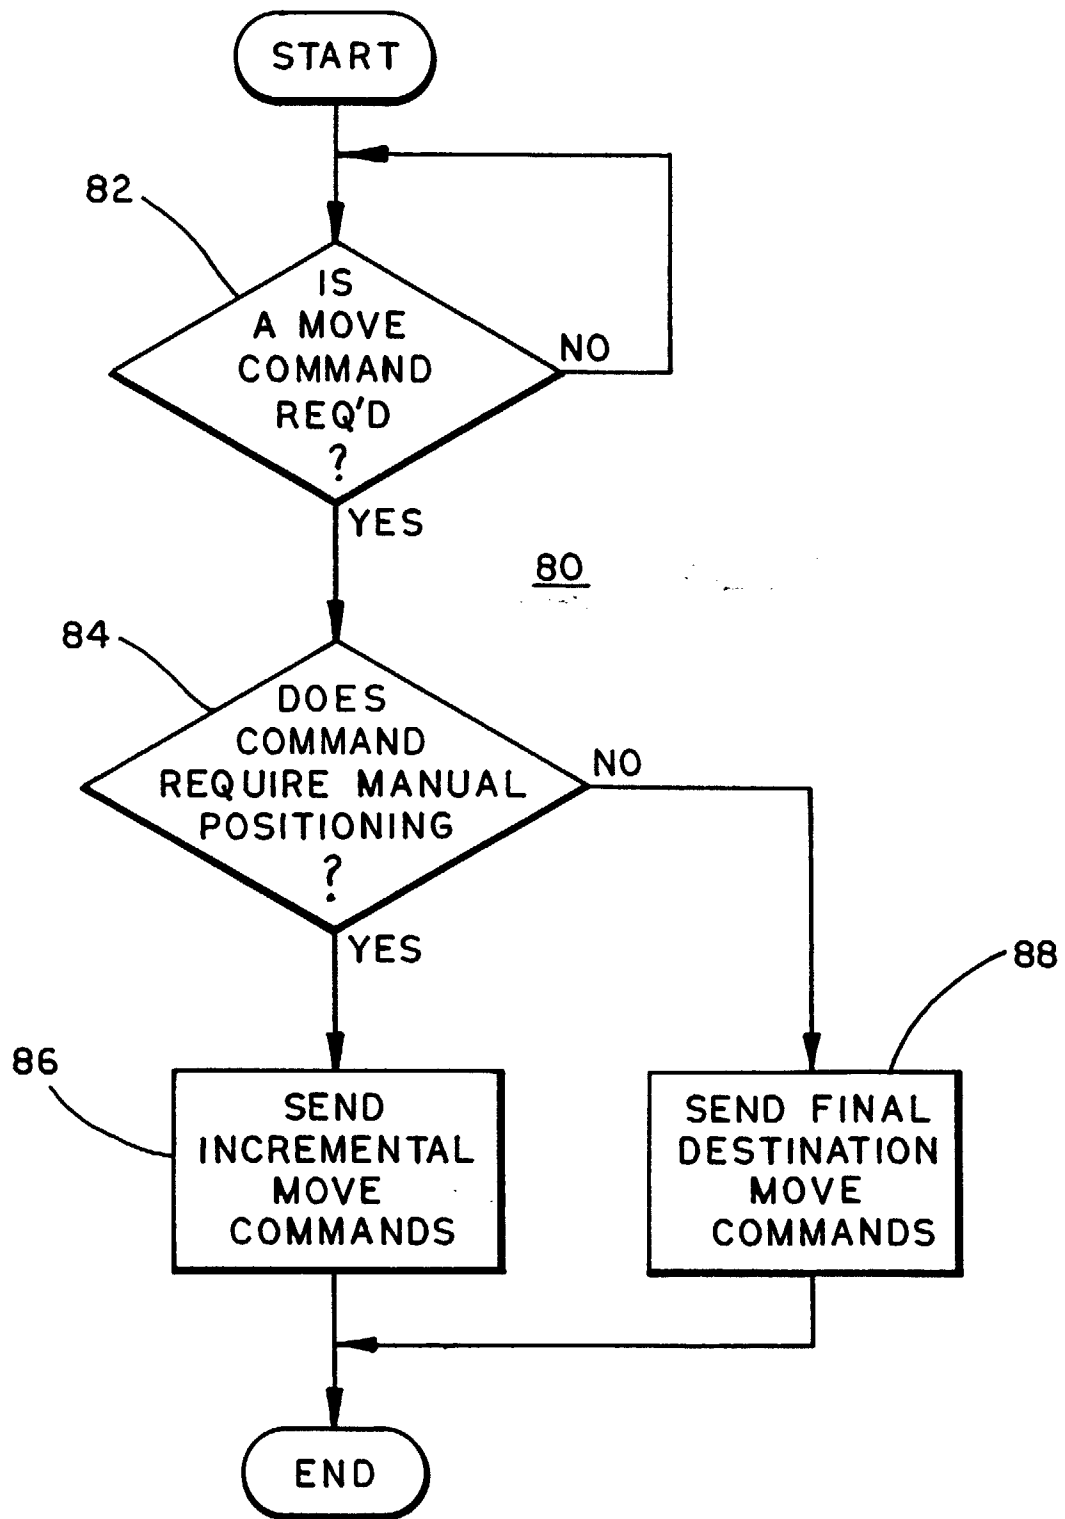 START
82
IS
A MOVE
COMMAND
REQ'D
?
NO
YES
80
84
DOES
COMMAND
REQUIRE MANUAL
POSITIONING
?
NO
YES
88
86
SEND
INCREMENTAL
MOVE
COMMANDS
SEND FINAL
DESTINATION
MOVE
COMMANDS
END